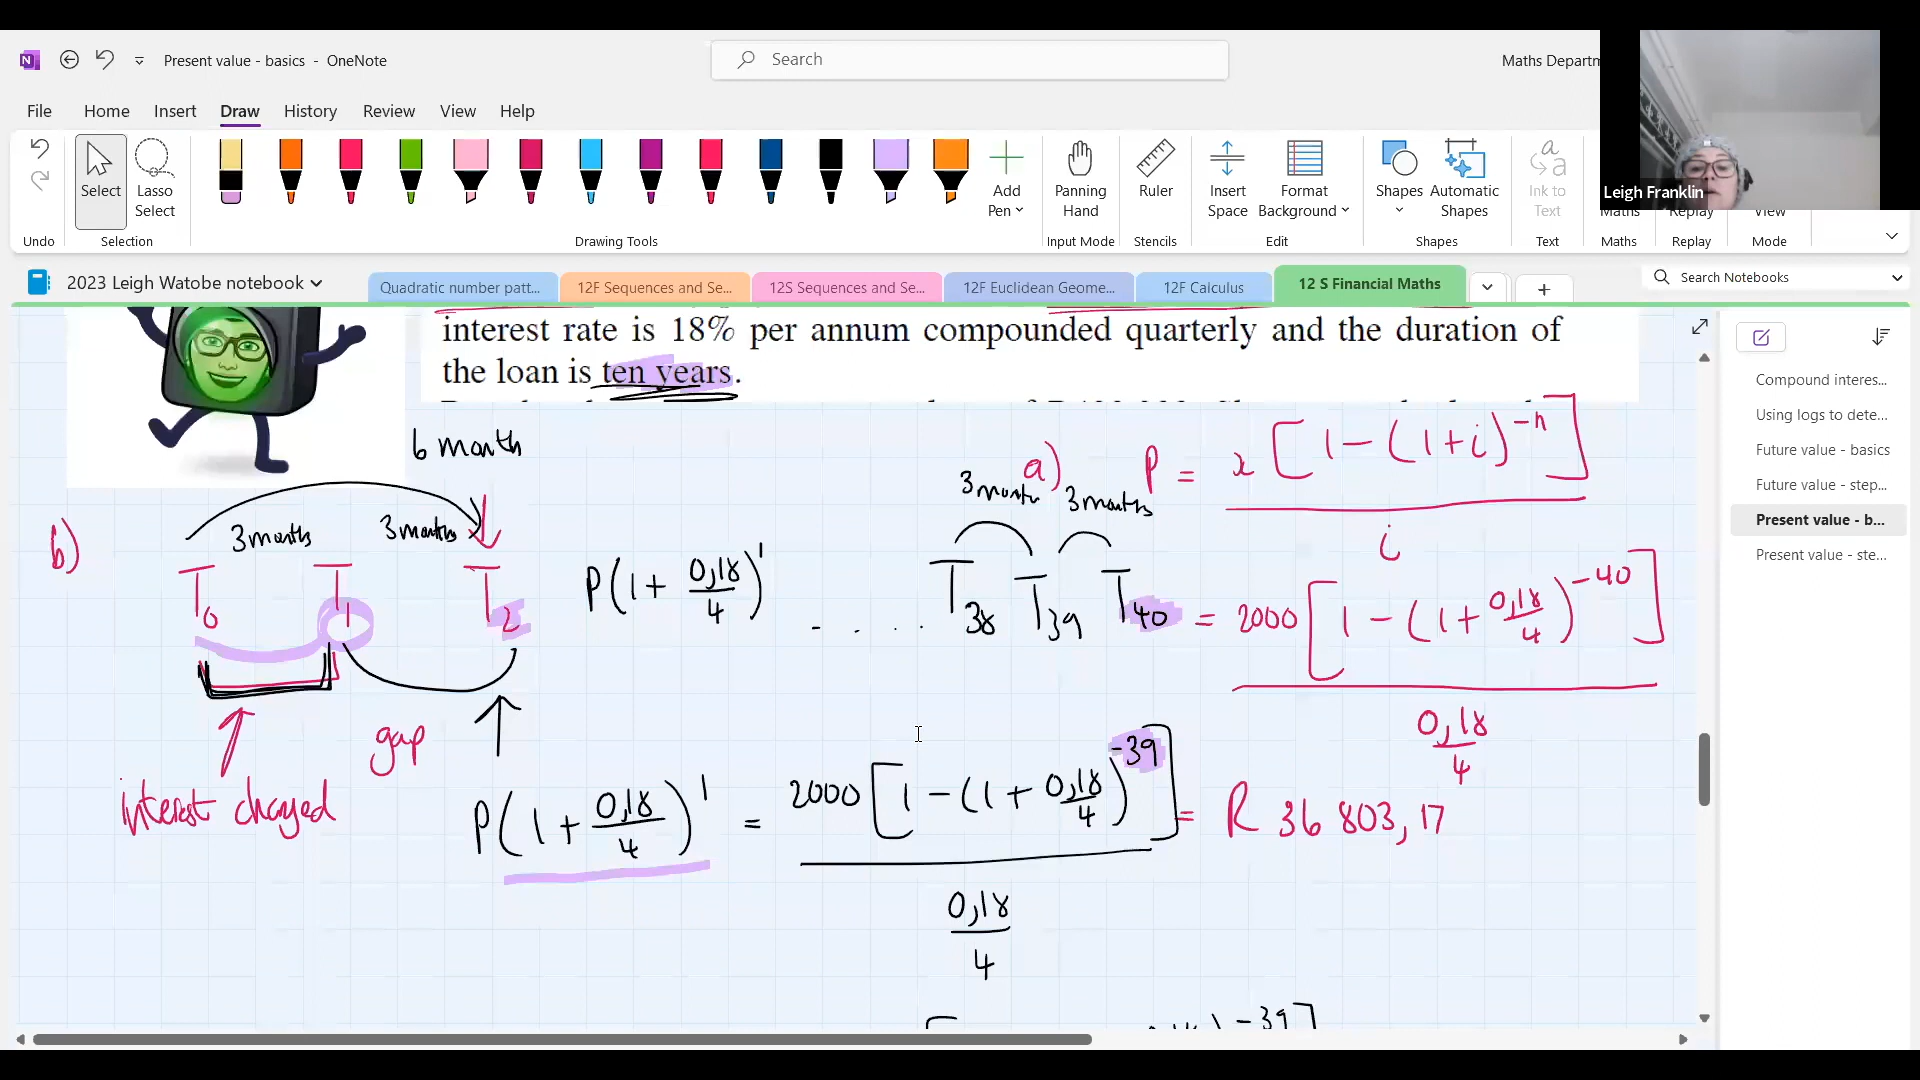 Present value - basics - OneNote
Search
Maths Departm
File Home Insert Draw History Review View Help
Select
Lasso
Select
Add
Pen
Panning
Hand
Ruler
Insert
Space
Format
Background
Shapes
Automatic
Shapes
Ink to
Text
Maths
Replay
View
Mode
Leigh Franklin
Undo Selection Drawing Tools Input Mode Stencils Edit Shapes Text Maths Replay Mode
2023 Leigh Watobe notebook
Quadratic number patt...
12F Sequences and Se...
12S Sequences and Se...
12F Euclidean Geome...
12F Calculus
12 S Financial Maths
Search Notebooks
interest rate is 18% per annum compounded quarterly and the duration of
the loan is ten years.
6 month
a) P = x[1 - (1+i)^-n] / i
3 month 3 months
b)
3 months 3 months
T0 T1 T2
P(1 + 0,18/4)^1
. . . . . T38 T39 T40
= 2000[1 - (1 + 0,18/4)^-40] / 0,18/4
gap
interest charged
P(1 + 0,18/4)^1 = 2000[1 - (1 + 0,18/4)^-39] / 0,18/4
= R 36 803,17
-39]
Compound interes...
Using logs to dete...
Future value - basics
Future value - step...
Present value - b...
Present value - ste...